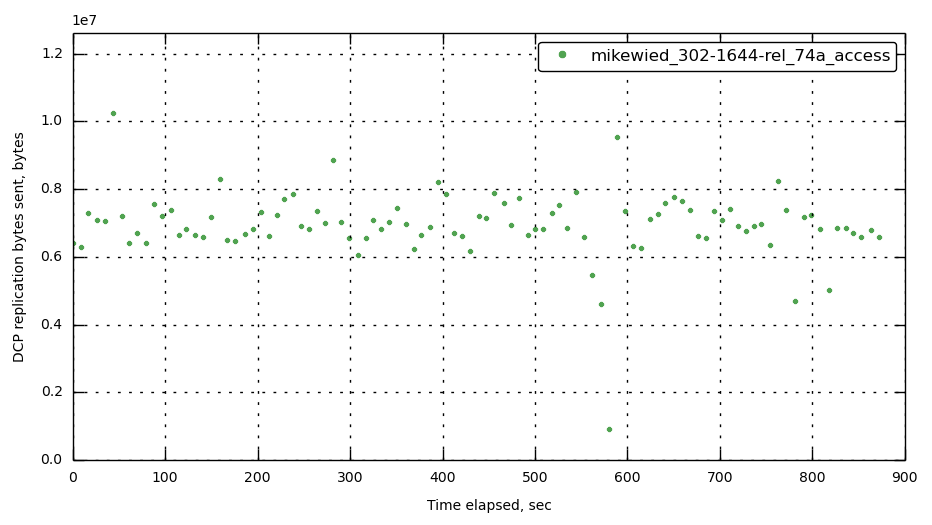 1e7
1.2
mikewied_302-1644-rel_74a_access
1.0
0.8
0.6
0.4
0.2
0.0
DCP replication bytes sent, bytes
0 100 200 300 400 500 600 700 800 900
Time elapsed, sec